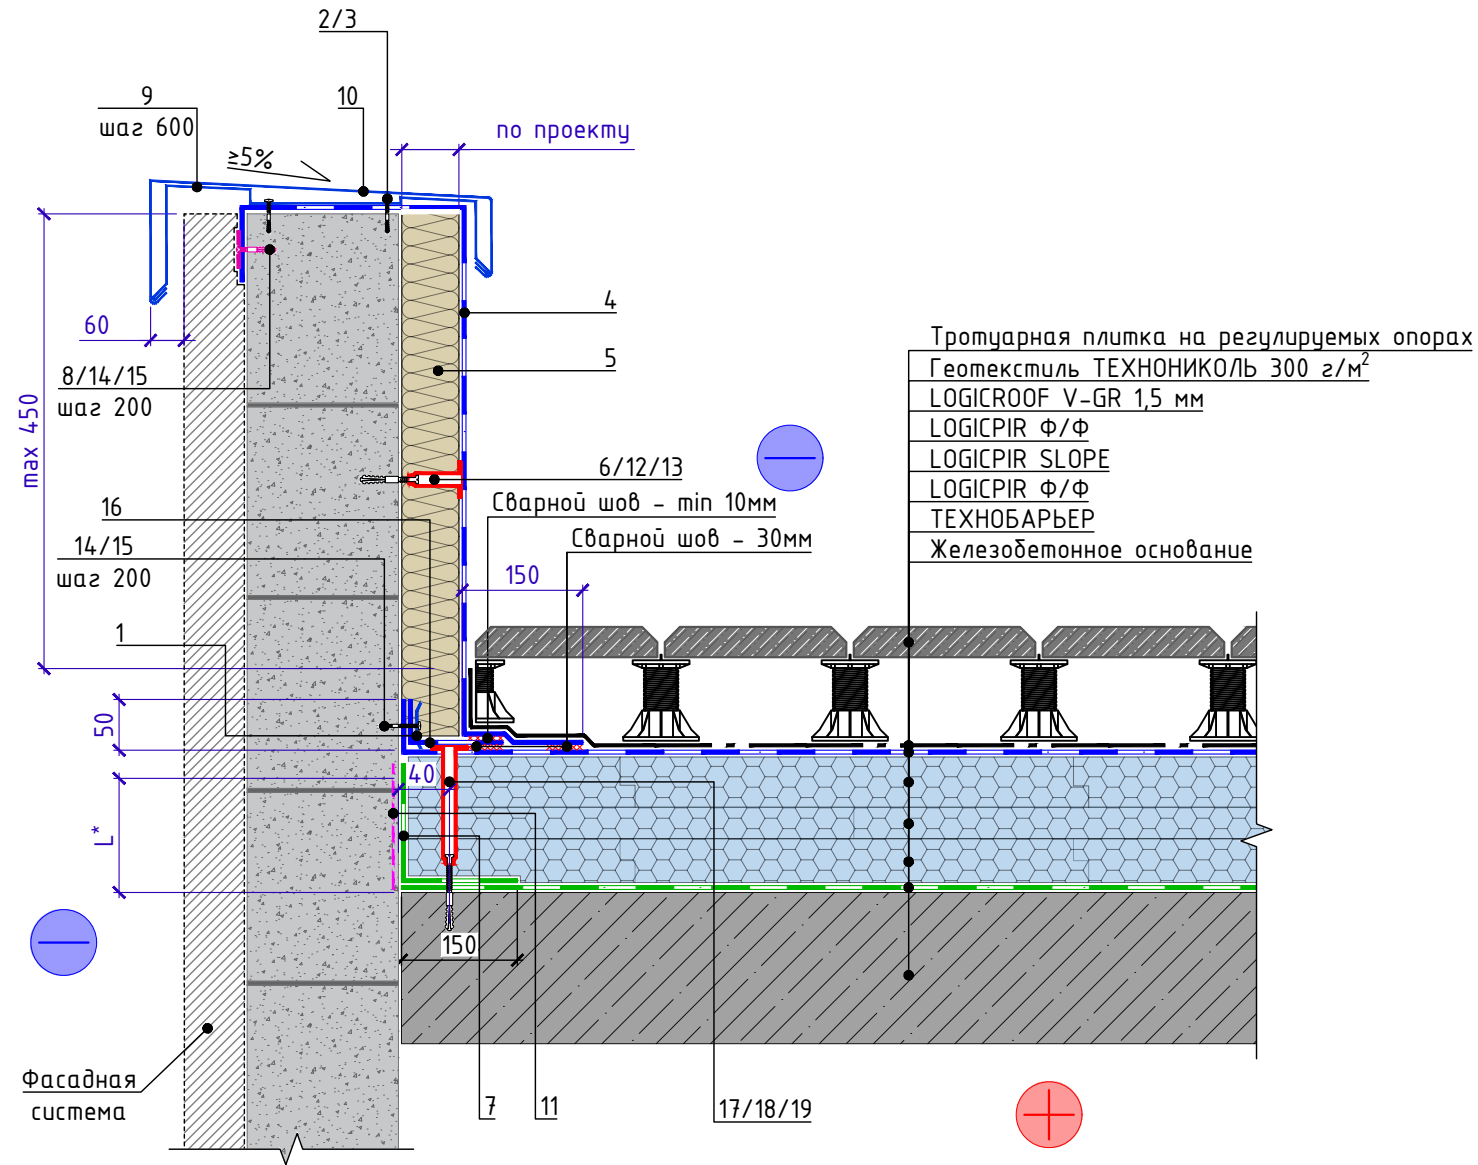 2/3
9
шаг 600
10
по проекту
≥5%
4
5
60
8/14/15
шаг 200
max 450
Тротуарная плитка на регулируемых опорах
Геотекстиль ТЕХНОНИКОЛЬ 300 г/м²
LOGICROOF V-GR 1,5 мм
LOGICPIR Ф/Ф
LOGICPIR SLOPE
LOGICPIR Ф/Ф
ТЕХНОБАРЬЕР
Железобетонное основание
6/12/13
Сварной шов - min 10мм
Сварной шов - 30мм
16
14/15
шаг 200
150
1
50
40
L*
150
Фасадная
система
7
11
17/18/19